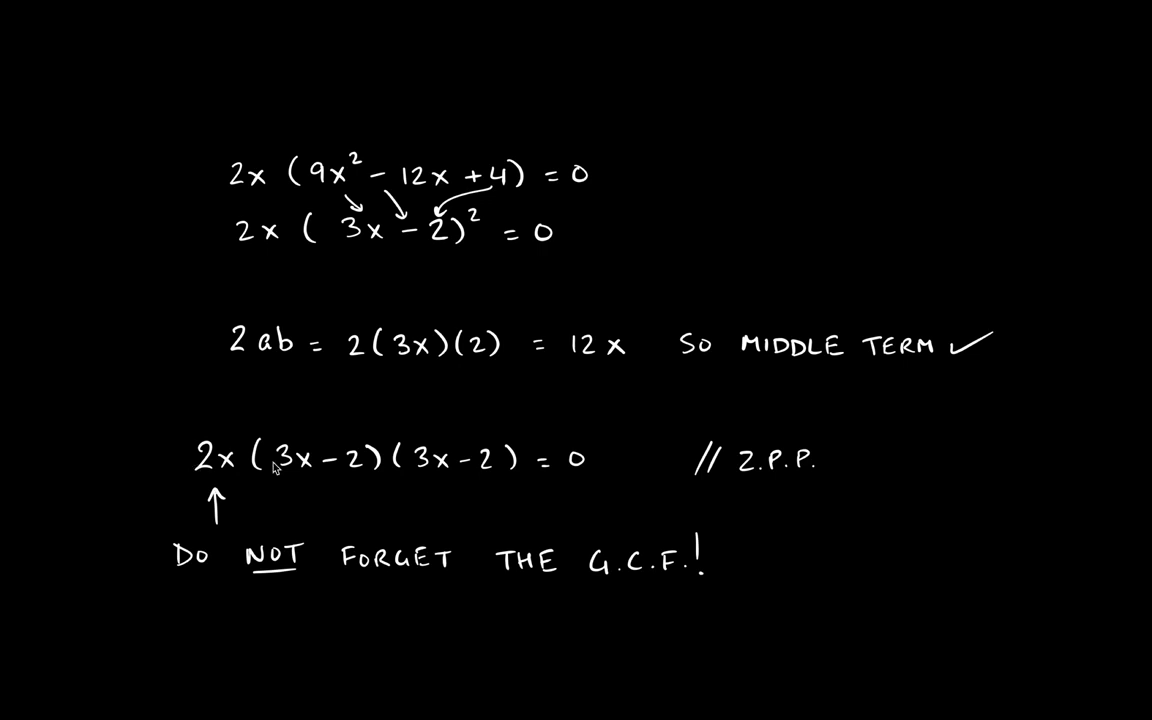 2x (9x² - 12x + 4) = 0
2x ( 3x - 2)² = 0
2ab = 2(3x)(2) = 12x SO MIDDLE TERM ✓
2x (3x - 2)(3x - 2) = 0 // Z.P.P.
↑
DO NOT FORGET THE G.C.F.!